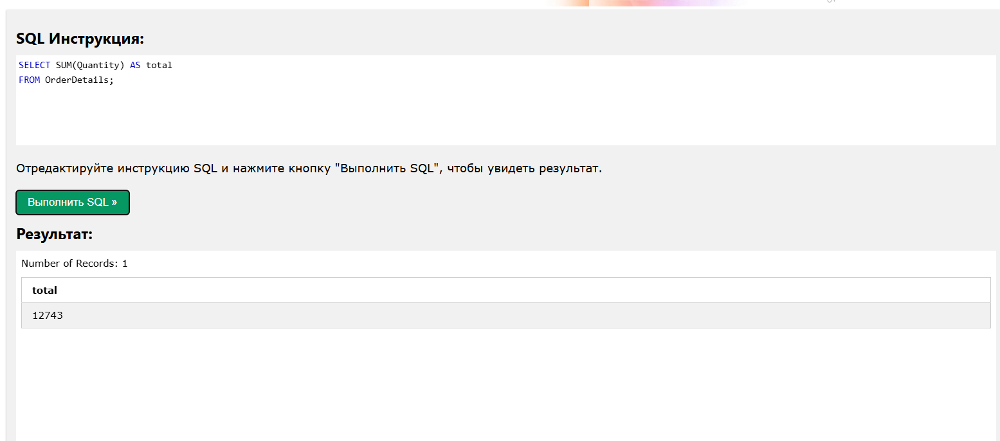 SQL Инструкция:
SELECT SUM(Quantity) AS total
FROM OrderDetails;
Отредактируйте инструкцию SQL и нажмите кнопку "Выполнить SQL", чтобы увидеть результат.
Выполнить SQL »
Результат:
Number of Records: 1
total
12743